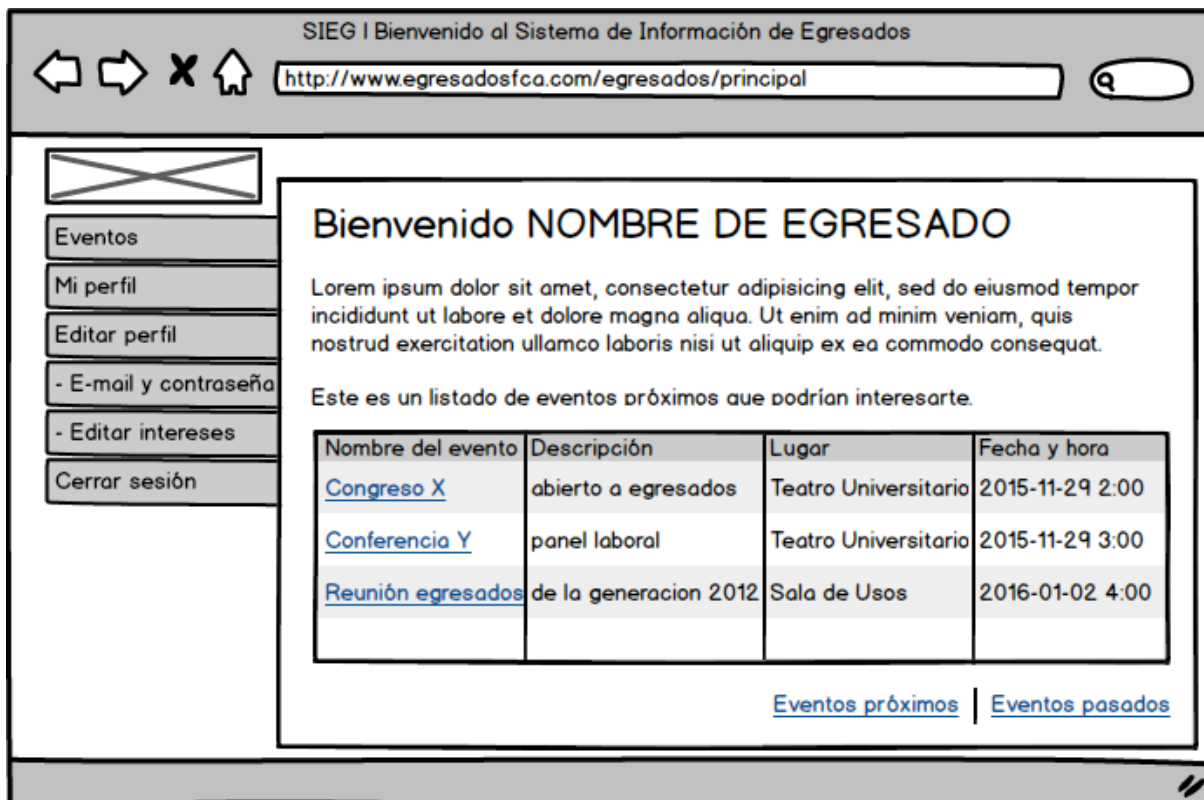 SIEG | Bienvenido al Sistema de Información de Egresados
http://www.egresadosfca.com/egresados/principal
Eventos
Mi perfil
Editar perfil
- E-mail y contraseña
- Editar intereses
Cerrar sesión
Bienvenido NOMBRE DE EGRESADO
Lorem ipsum dolor sit amet, consectetur adipisicing elit, sed do eiusmod tempor
incididunt ut labore et dolore magna aliqua. Ut enim ad minim veniam, quis
nostrud exercitation ullamco laboris nisi ut aliquip ex ea commodo consequat.
Este es un listado de eventos próximos que podrían interesarte.
Nombre del evento Descripción Lugar Fecha y hora
Congreso X abierto a egresados Teatro Universitario 2015-11-29 2:00
Conferencia Y panel laboral Teatro Universitario 2015-11-29 3:00
Reunión egresados de la generacion 2012 Sala de Usos 2016-01-02 4:00
Eventos próximos | Eventos pasados